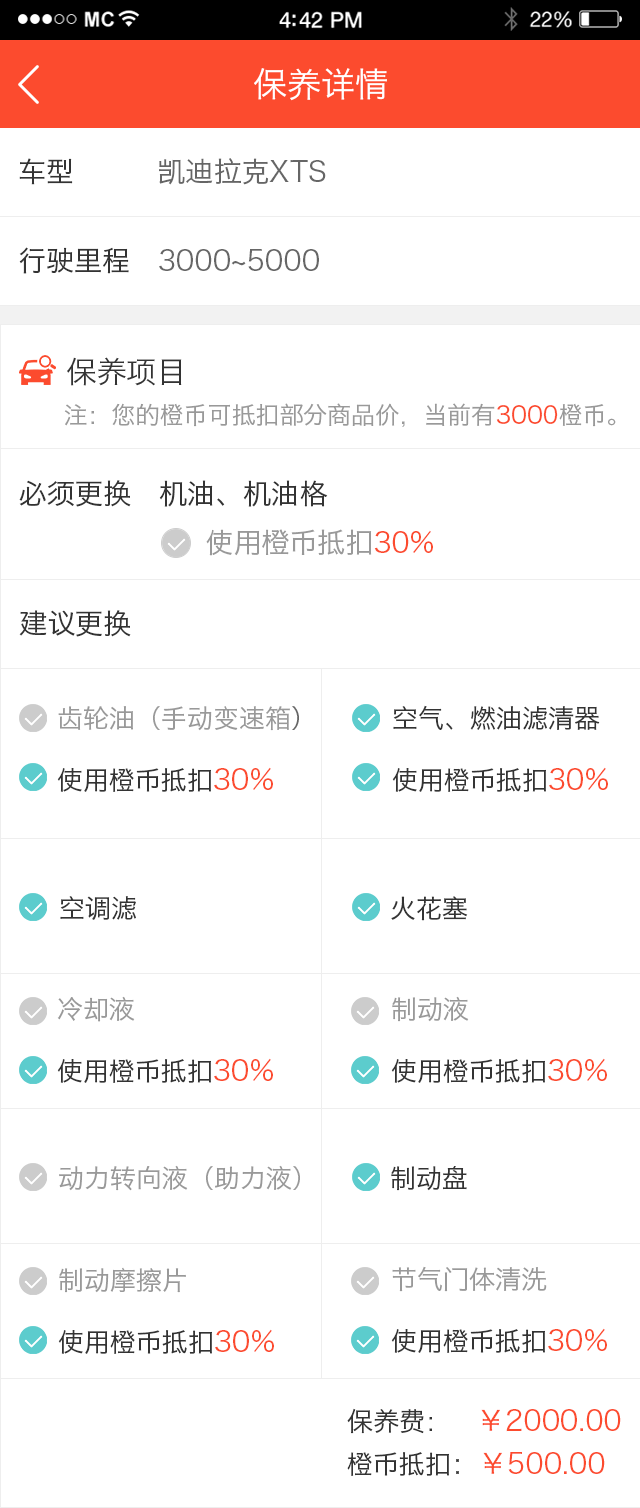 MC 4:42 PM 22%
保养详情
车型 凯迪拉克XTS
行驶里程 3000~5000
保养项目
注：您的橙币可抵扣部分商品价，当前有3000橙币。
必须更换 机油、机油格
使用橙币抵扣30%
建议更换
齿轮油（手动变速箱） 空气、燃油滤清器
使用橙币抵扣30% 使用橙币抵扣30%
空调滤 火花塞
冷却液 制动液
使用橙币抵扣30% 使用橙币抵扣30%
动力转向液（助力液） 制动盘
制动摩擦片 节气门体清洗
使用橙币抵扣30% 使用橙币抵扣30%
保养费： ￥2000.00
橙币抵扣： ￥500.00